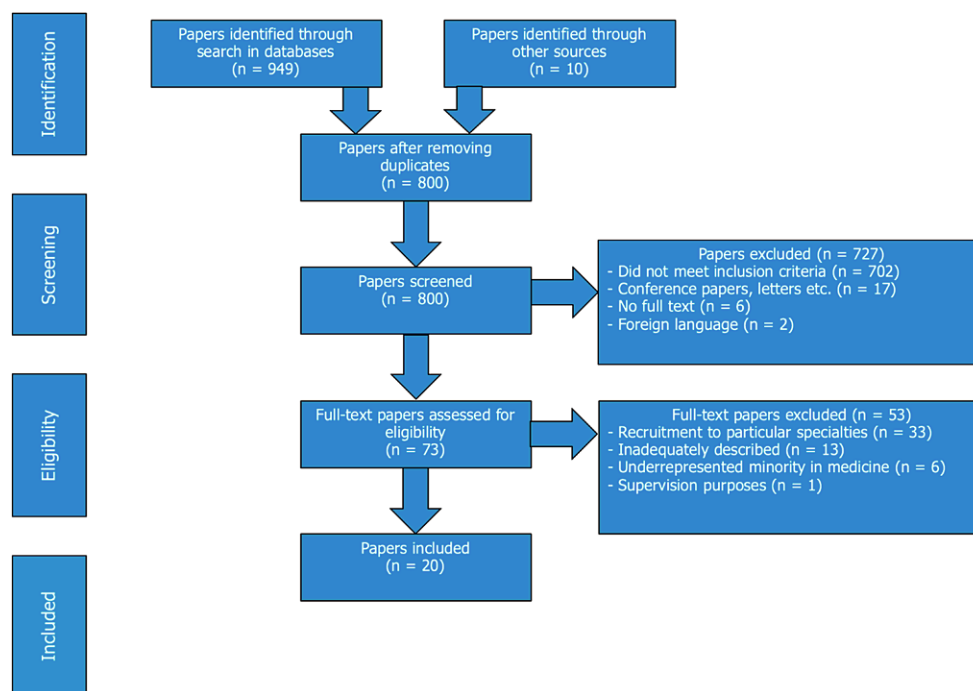 Identification
Papers identified through
search in databases
(n = 949)
Papers identified through
other sources
(n = 10)
Papers after removing
duplicates
(n = 800)
Screening
Papers screened
(n = 800)
Papers excluded (n = 727)
- Did not meet inclusion criteria (n = 702)
- Conference papers, letters etc. (n = 17)
- No full text (n = 6)
- Foreign language (n = 2)
Eligibility
Full-text papers assessed for
eligibility
(n = 73)
Full-text papers excluded (n = 53)
- Recruitment to particular specialties (n = 33)
- Inadequately described (n = 13)
- Underrepresented minority in medicine (n = 6)
- Supervision purposes (n = 1)
Included
Papers included
(n = 20)